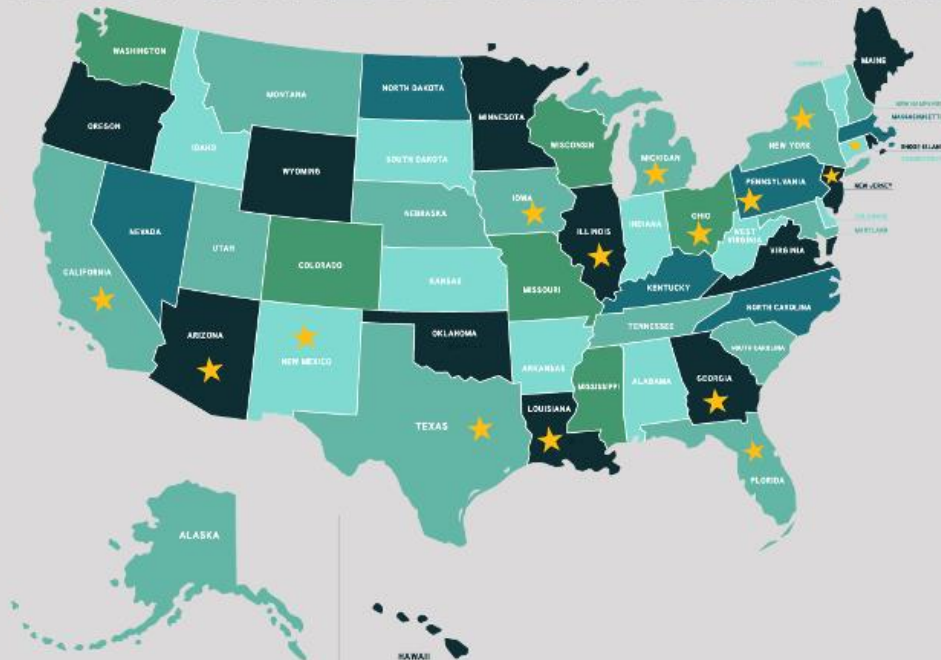 MAINE
WASHINGTON
MONTANA
NORTH DAKOTA
MINNESOTA
OREGON
IDAHO
WISCONSIN
NEW YORK
SOUTH DAKOTA
MICHIGAN
WYOMING
PENNSYLVANIA
NEW JERSEY
IOWA
NEBRASKA
OHIO
INDIANA
ILLINOIS
NEVADA
UTAH
WEST
VIRGINIA
VIRGINIA
COLORADO
CALIFORNIA
KANSAS
KENTUCKY
MISSOURI
NORTH CAROLINA
TENNESSEE
OKLAHOMA
ARIZONA
SOUTH CAROLINA
NEW MEXICO
ARKANSAS
GEORGIA
ALABAMA
MISSISSIPPI
LOUISIANA
TEXAS
FLORIDA
ALASKA
HAWAII